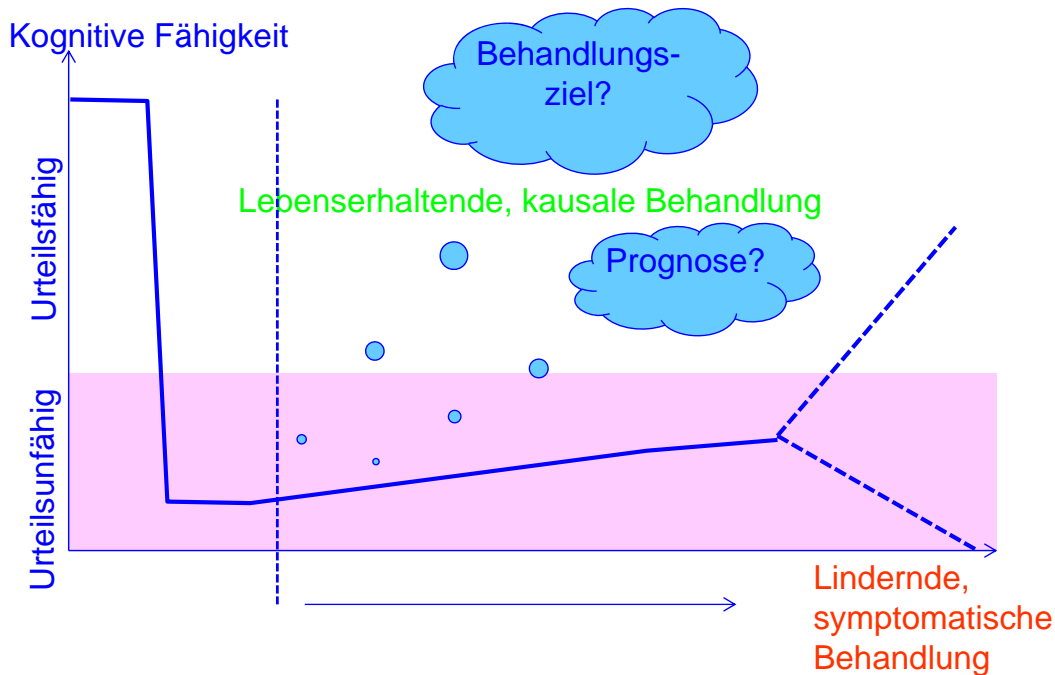 Kognitive Fähigkeit
Behandlungs-
ziel?
Urteilsfähig
Lebenserhaltende, kausale Behandlung
Prognose?
Urteilsunfähig
Lindernde,
symptomatische
Behandlung